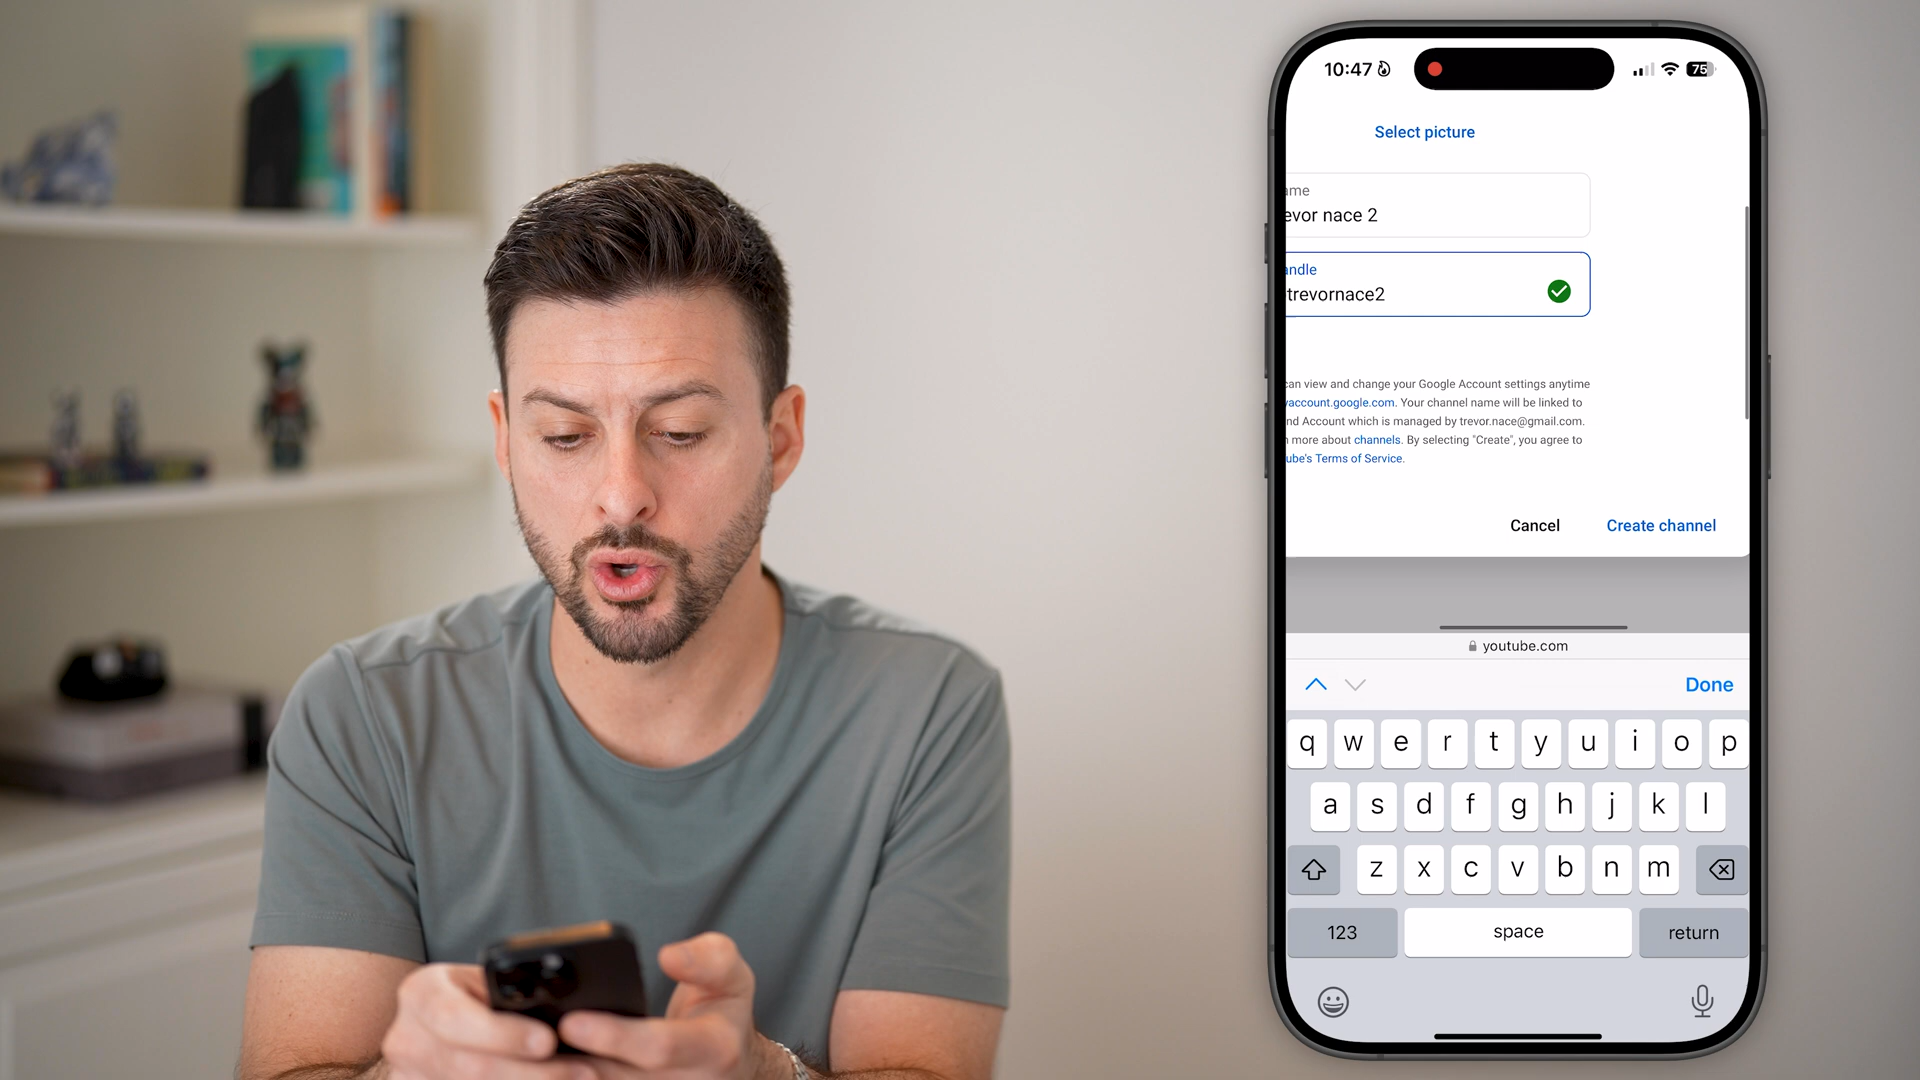 10:47
75
Select picture
ame
evor nace 2
andle
trevornace2
can view and change your Google Account settings anytime
yaccount.google.com. Your channel name will be linked to
nd Account which is managed by trevor.nace@gmail.com.
n more about channels. By selecting "Create", you agree to
ube's Terms of Service.
Cancel
Create channel
youtube.com
Done
q w e r t y u i o p
a s d f g h j k l
z x c v b n m
123
space
return